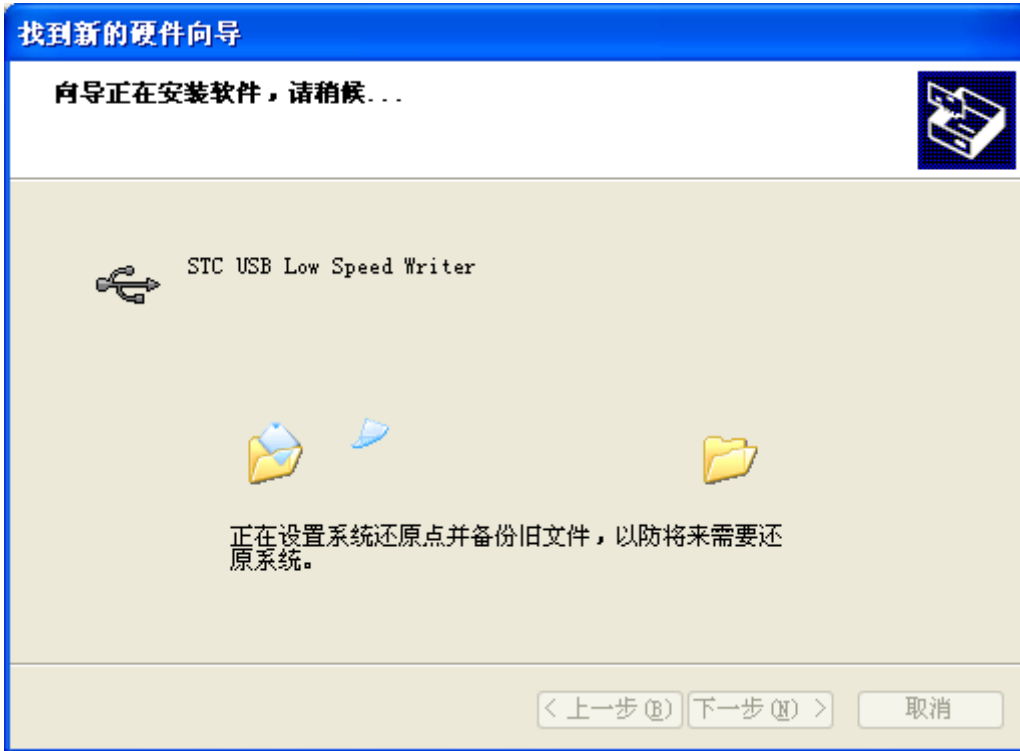 找到新的硬件向导
向导正在安装软件，请稍候...
STC USB Low Speed Writer
正在设置系统还原点并备份旧文件，以防将来需要还
原系统。
< 上一步(B) 下一步(N) > 取消